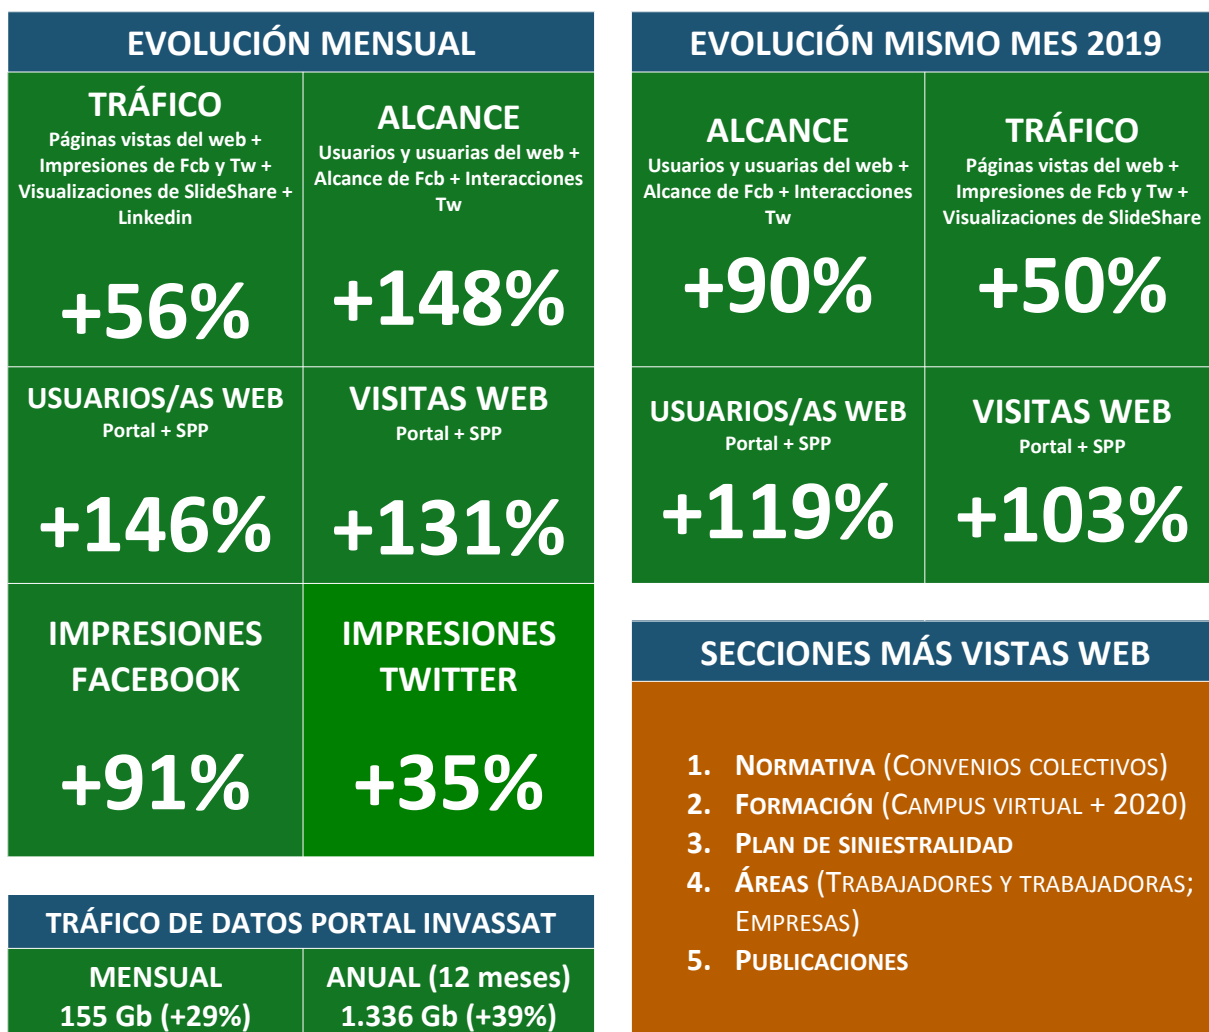 EVOLUCIÓN MENSUAL
TRÁFICO
Páginas vistas del web +
Impresiones de Fcb y Tw +
Visualizaciones de SlideShare +
Linkedin
+56%
ALCANCE
Usuarios y usuarias del web +
Alcance de Fcb + Interacciones
Tw
+148%
USUARIOS/AS WEB
Portal + SPP
+146%
VISITAS WEB
Portal + SPP
+131%
IMPRESIONES
FACEBOOK
+91%
IMPRESIONES
TWITTER
+35%
TRÁFICO DE DATOS PORTAL INVASSAT
MENSUAL
155 Gb (+29%)
ANUAL (12 meses)
1.336 Gb (+39%)
EVOLUCIÓN MISMO MES 2019
ALCANCE
Usuarios y usuarias del web +
Alcance de Fcb + Interacciones
Tw
+90%
TRÁFICO
Páginas vistas del web +
Impresiones de Fcb y Tw +
Visualizaciones de SlideShare
+50%
USUARIOS/AS WEB
Portal + SPP
+119%
VISITAS WEB
Portal + SPP
+103%
SECCIONES MÁS VISTAS WEB
1. NORMATIVA (CONVENIOS COLECTIVOS)
2. FORMACIÓN (CAMPUS VIRTUAL + 2020)
3. PLAN DE SINIESTRALIDAD
4. ÁREAS (TRABAJADORES Y TRABAJADORAS;
EMPRESAS)
5. PUBLICACIONES